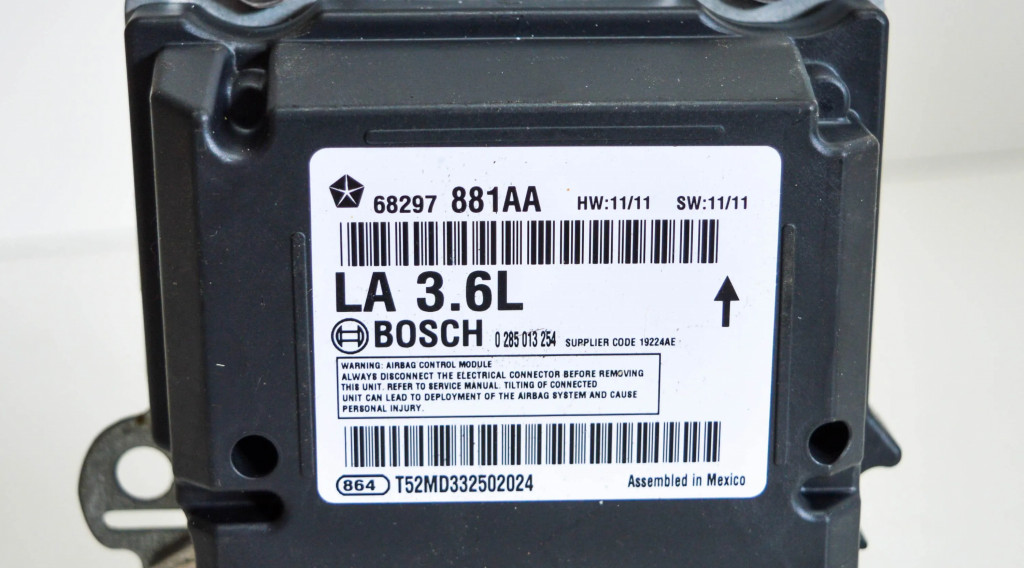 68297 881AA HW:11/11 SW:11/11
LA 3.6L
BOSCH 0 285 013 254 SUPPLIER CODE 19224AE
WARNING: AIRBAG CONTROL MODULE
ALWAYS DISCONNECT THE ELECTRICAL CONNECTOR BEFORE REMOVING
THIS UNIT. REFER TO SERVICE MANUAL. TILTING OF CONNECTED
UNIT CAN LEAD TO DEPLOYMENT OF THE AIRBAG SYSTEM AND CAUSE
PERSONAL INJURY.
864 T52MD332502024 Assembled in Mexico